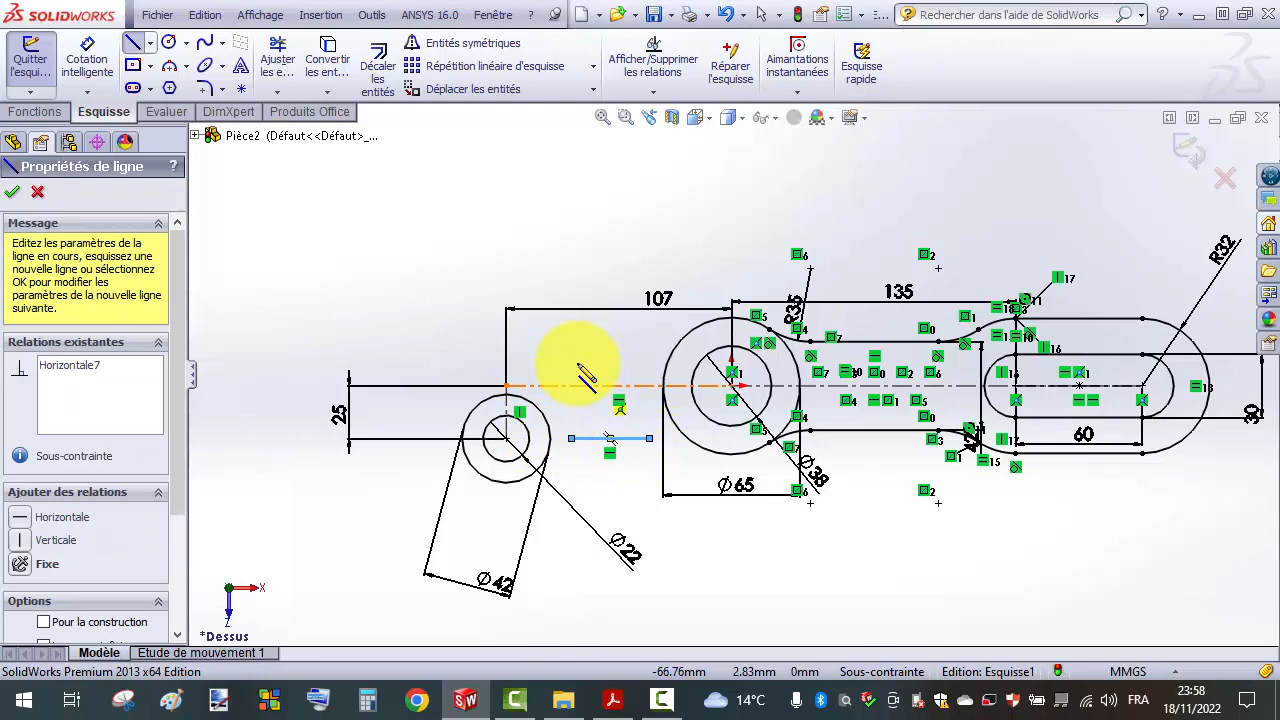 SOLIDWORKS
Fichier Edition Affichage Insertion Outils ANSYS 16.0 Fenêtre ?
E...
Rechercher dans l'aide de SolidWorks
Quitter l'esqui...
Cotation intelligente
Ajuster les e...
Convertir les ent...
Décaler les entités
Entités symétriques
Répétition linéaire d'esquisse
Déplacer les entités
Afficher/Supprimer les relations
Réparer l'esquisse
Aimantations instantanées
Esquisse rapide
Fonctions Esquisse Evaluer DimXpert Produits Office
Pièce2 (Défaut<<Défaut>_...
Propriétés de ligne ?
Message
Editez les paramètres de la
ligne en cours, esquissez une
nouvelle ligne ou sélectionnez
OK pour modifier les
paramètres de la nouvelle ligne
suivante.
Relations existantes
Horizontale7
Sous-contrainte
Ajouter des relations
Horizontale
Verticale
Fixe
Options
Pour la construction
107
135
R35
R32
25
60
30
Ø65
Ø38
Ø22
Ø42
X
Z
*Dessus
Modèle Etude de mouvement 1
SolidWorks Premium 2013 x64 Edition
-66.76mm 2.83mm 0mm Sous-contrainte Edition: Esquisse1 MMGS
14°C
FRA
23:58
18/11/2022